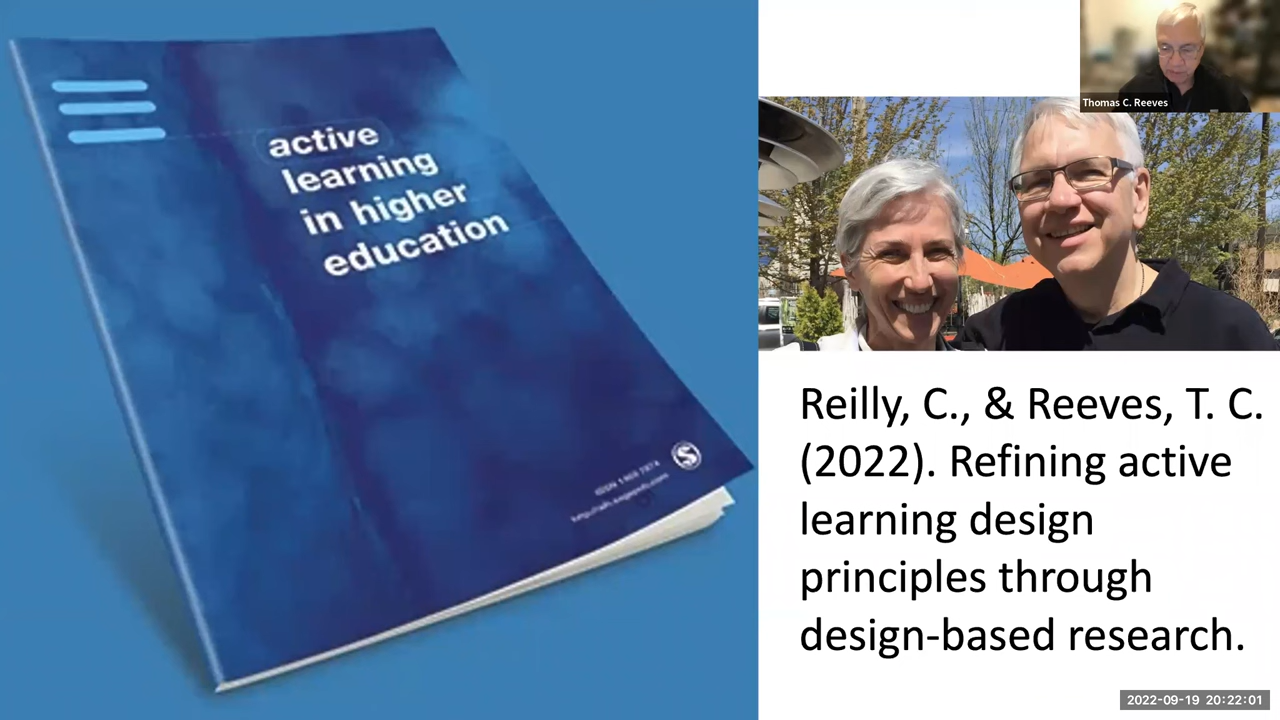 active
learning
in higher
education
Thomas C. Reeves
Reilly, C., & Reeves, T. C.
(2022). Refining active
learning design
principles through
design-based research.
2022-09-19 20:22:01